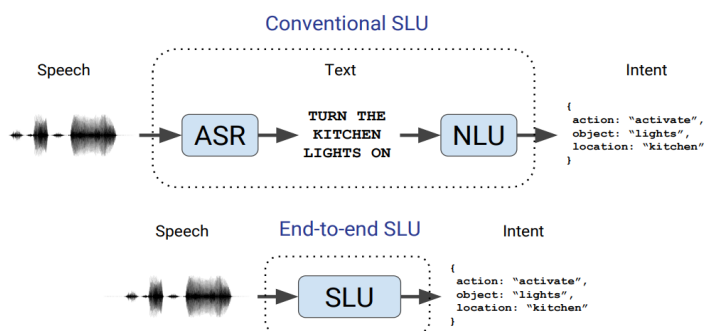 Conventional SLU
Speech
Text
Intent
ASR
TURN THE
KITCHEN
LIGHTS ON
NLU
{
action: “activate”,
object: “lights”,
location: “kitchen”
}
Speech
End-to-end SLU
Intent
SLU
{
action: “activate”,
object: “lights”,
location: “kitchen”
}